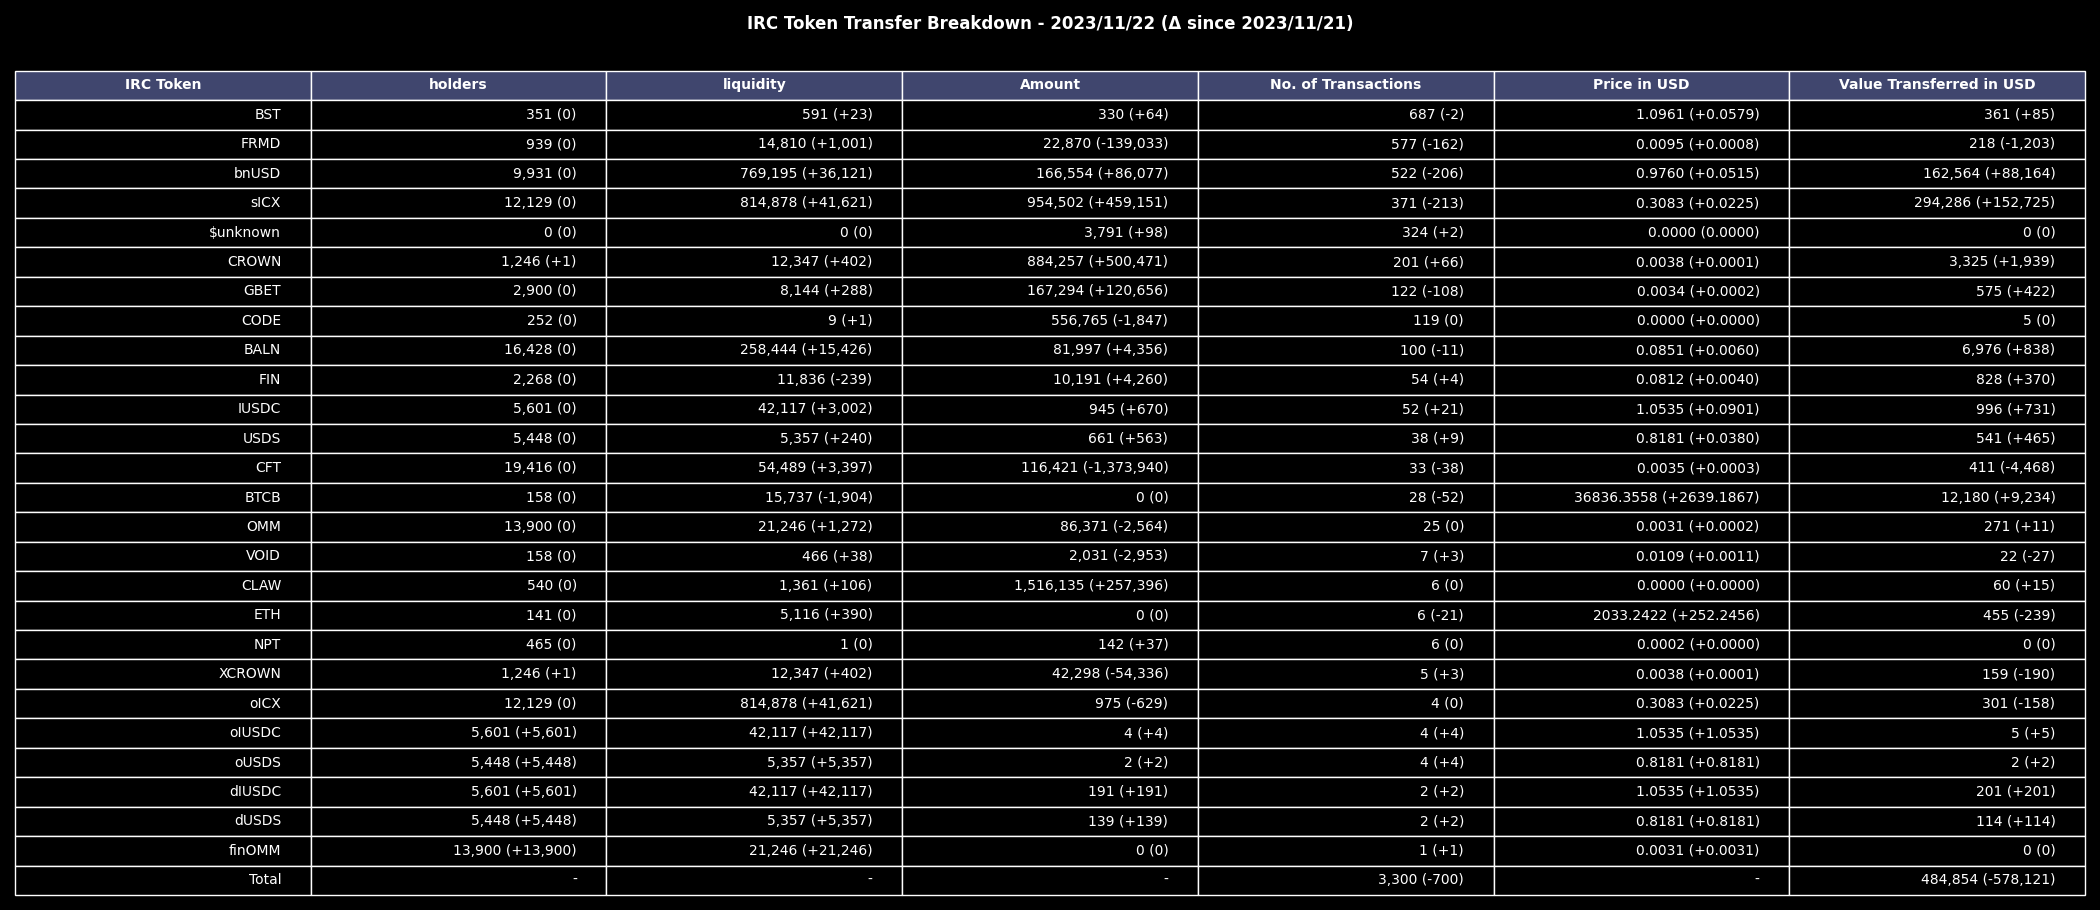 IRC Token Transfer Breakdown - 2023/11/22 (Δ since 2023/11/21)
IRC Token holders liquidity Amount No. of Transactions Price in USD Value Transferred in USD
BST 351 (0) 591 (+23) 330 (+64) 687 (-2) 1.0961 (+0.0579) 361 (+85)
FRMD 939 (0) 14,810 (+1,001) 22,870 (-139,033) 577 (-162) 0.0095 (+0.0008) 218 (-1,203)
bnUSD 9,931 (0) 769,195 (+36,121) 166,554 (+86,077) 522 (-206) 0.9760 (+0.0515) 162,564 (+88,164)
sICX 12,129 (0) 814,878 (+41,621) 954,502 (+459,151) 371 (-213) 0.3083 (+0.0225) 294,286 (+152,725)
$unknown 0 (0) 0 (0) 3,791 (+98) 324 (+2) 0.0000 (0.0000) 0 (0)
CROWN 1,246 (+1) 12,347 (+402) 884,257 (+500,471) 201 (+66) 0.0038 (+0.0001) 3,325 (+1,939)
GBET 2,900 (0) 8,144 (+288) 167,294 (+120,656) 122 (-108) 0.0034 (+0.0002) 575 (+422)
CODE 252 (0) 9 (+1) 556,765 (-1,847) 119 (0) 0.0000 (+0.0000) 5 (0)
BALN 16,428 (0) 258,444 (+15,426) 81,997 (+4,356) 100 (-11) 0.0851 (+0.0060) 6,976 (+838)
FIN 2,268 (0) 11,836 (-239) 10,191 (+4,260) 54 (+4) 0.0812 (+0.0040) 828 (+370)
IUSDC 5,601 (0) 42,117 (+3,002) 945 (+670) 52 (+21) 1.0535 (+0.0901) 996 (+731)
USDS 5,448 (0) 5,357 (+240) 661 (+563) 38 (+9) 0.8181 (+0.0380) 541 (+465)
CFT 19,416 (0) 54,489 (+3,397) 116,421 (-1,373,940) 33 (-38) 0.0035 (+0.0003) 411 (-4,468)
BTCB 158 (0) 15,737 (-1,904) 0 (0) 28 (-52) 36836.3558 (+2639.1867) 12,180 (+9,234)
OMM 13,900 (0) 21,246 (+1,272) 86,371 (-2,564) 25 (0) 0.0031 (+0.0002) 271 (+11)
VOID 158 (0) 466 (+38) 2,031 (-2,953) 7 (+3) 0.0109 (+0.0011) 22 (-27)
CLAW 540 (0) 1,361 (+106) 1,516,135 (+257,396) 6 (0) 0.0000 (+0.0000) 60 (+15)
ETH 141 (0) 5,116 (+390) 0 (0) 6 (-21) 2033.2422 (+252.2456) 455 (-239)
NPT 465 (0) 1 (0) 142 (+37) 6 (0) 0.0002 (+0.0000) 0 (0)
XCROWN 1,246 (+1) 12,347 (+402) 42,298 (-54,336) 5 (+3) 0.0038 (+0.0001) 159 (-190)
oICX 12,129 (0) 814,878 (+41,621) 975 (-629) 4 (0) 0.3083 (+0.0225) 301 (-158)
oIUSDC 5,601 (+5,601) 42,117 (+42,117) 4 (+4) 4 (+4) 1.0535 (+1.0535) 5 (+5)
oUSDS 5,448 (+5,448) 5,357 (+5,357) 2 (+2) 4 (+4) 0.8181 (+0.8181) 2 (+2)
dIUSDC 5,601 (+5,601) 42,117 (+42,117) 191 (+191) 2 (+2) 1.0535 (+1.0535) 201 (+201)
dUSDS 5,448 (+5,448) 5,357 (+5,357) 139 (+139) 2 (+2) 0.8181 (+0.8181) 114 (+114)
finOMM 13,900 (+13,900) 21,246 (+21,246) 0 (0) 1 (+1) 0.0031 (+0.0031) 0 (0)
Total - - - 3,300 (-700) - 484,854 (-578,121)